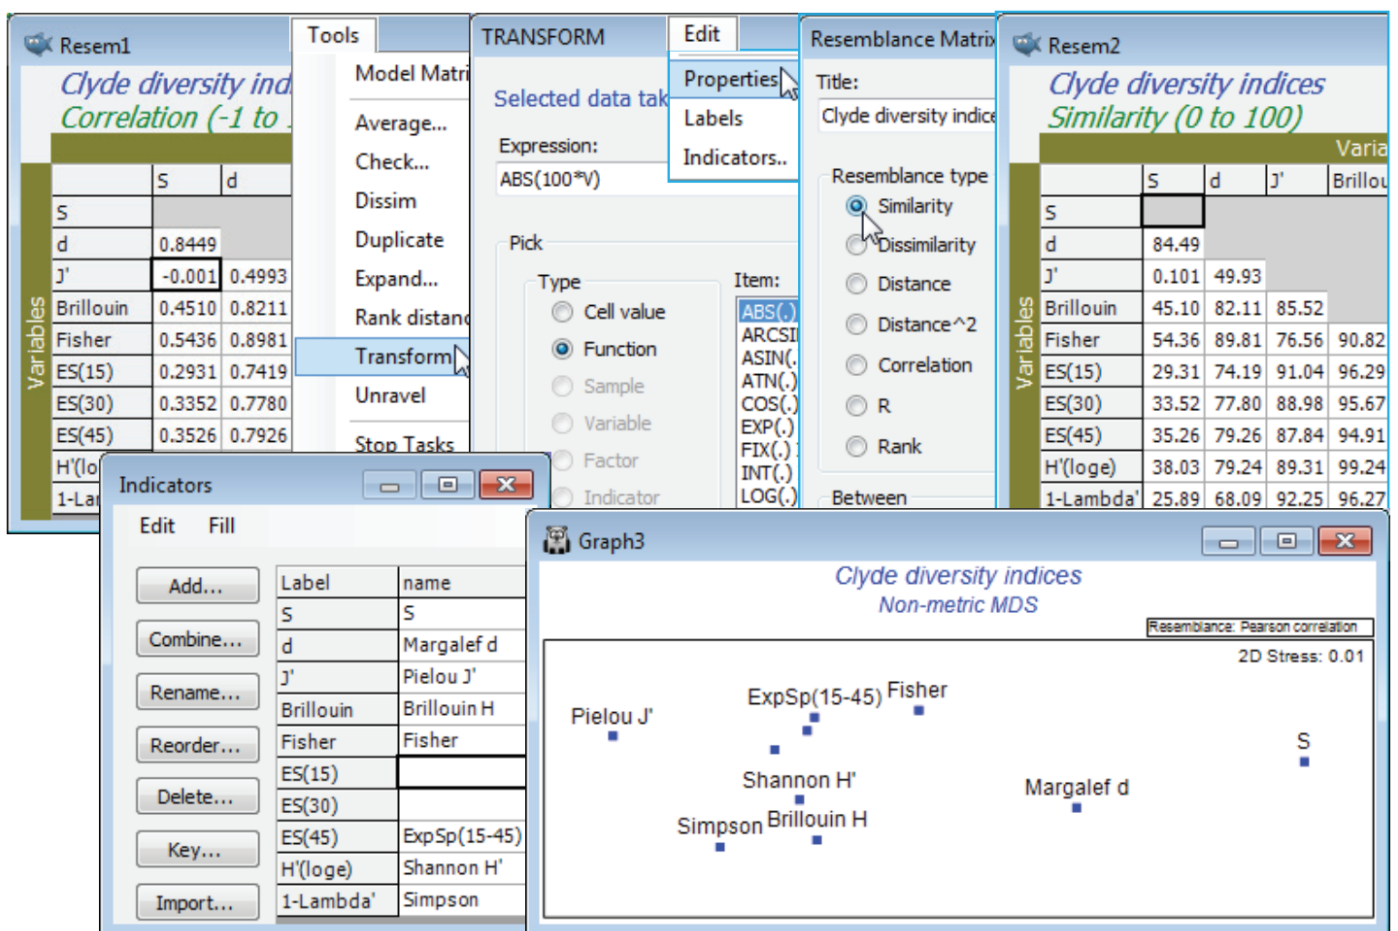 Resem1
Clyde diversity ind
Correlation (-1 to
S d
S
d 0.8449
J' -0.001 0.4993
Brillouin 0.4510 0.8211
Fisher 0.5436 0.8981
ES(15) 0.2931 0.7419
ES(30) 0.3352 0.7780
ES(45) 0.3526 0.7926
H'(lo
1-La
Variables
Tools
Model Matri
Average...
Check...
Dissim
Duplicate
Expand...
Rank distanc
Transform
Unravel
Stop Tasks
TRANSFORM
Selected data tak
Expression:
ABS(100*V)
Pick
Type
Cell value
Function
Sample
Variable
Factor
Indicator
Item:
ABS(.)
ARCSI
ASIN(.
ATN(.)
COS(.)
EXP(.)
FIX(.)
INT(.)
LOG(.)
Edit
Properties
Labels
Indicators..
Resemblance Matrix
Title:
Clyde diversity indice
Resemblance type
Similarity
Dissimilarity
Distance
Distance^2
Correlation
R
Rank
Between
Resem2
Clyde diversity indices
Similarity (0 to 100)
Varia
S d J' Brillou
S
d 84.49
J' 0.101 49.93
Brillouin 45.10 82.11 85.52
Fisher 54.36 89.81 76.56 90.82
ES(15) 29.31 74.19 91.04 96.29
ES(30) 33.52 77.80 88.98 95.67
ES(45) 35.26 79.26 87.84 94.91
H'(loge) 38.03 79.24 89.31 99.24
1-Lambda' 25.89 68.09 92.25 96.27
Variables
Indicators
Edit Fill
Add...
Combine...
Rename...
Reorder...
Delete...
Key...
Import...
Label name
S S
d Margalef d
J' Pielou J'
Brillouin Brillouin H
Fisher Fisher
ES(15)
ES(30)
ES(45) ExpSp(15-45)
H'(loge) Shannon H'
1-Lambda' Simpson
Graph3
Clyde diversity indices
Non-metric MDS
Resemblance: Pearson correlation
2D Stress: 0.01
ExpSp(15-45) Fisher
Pielou J'
S
Shannon H'
Margalef d
Simpson Brillouin H